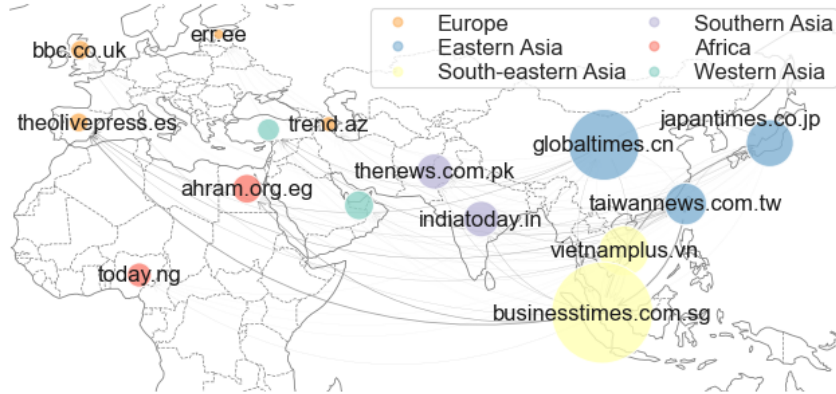 Europe
Eastern Asia
South-eastern Asia
Southern Asia
Africa
Western Asia
err.ee
bbc.co.uk
theolivepress.es
trend.az
japantimes.co.jp
globaltimes.cn
thenews.com.pk
ahram.org.eg
taiwannews.com.tw
indiatoday.in
vietnamplus.vn
today.ng
businesstimes.com.sg